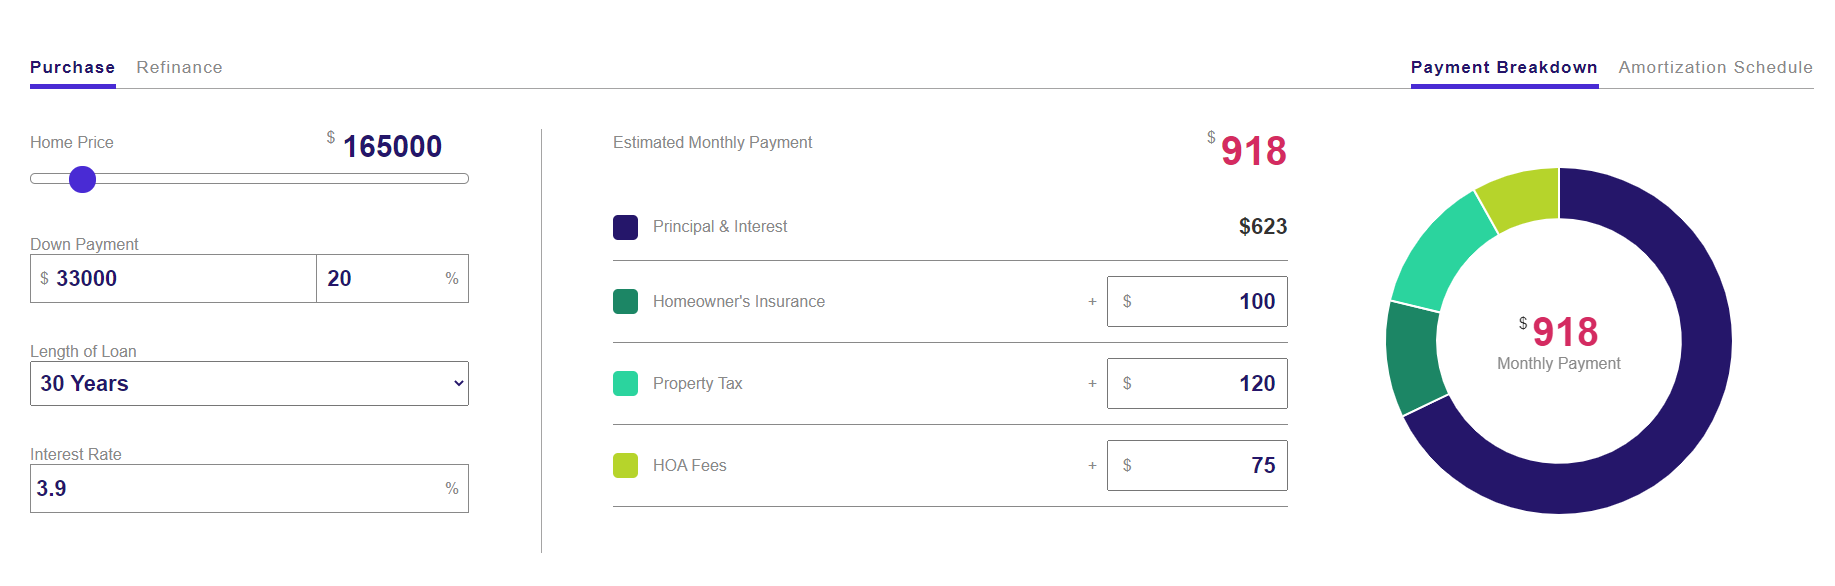 Purchase Refinance
Payment Breakdown Amortization Schedule
Home Price $ 165000
Down Payment
$ 33000 20 %
Length of Loan
30 Years
Interest Rate
3.9 %
Estimated Monthly Payment $ 918
Principal & Interest $623
Homeowner's Insurance + $ 100
Property Tax + $ 120
HOA Fees + $ 75
$ 918
Monthly Payment